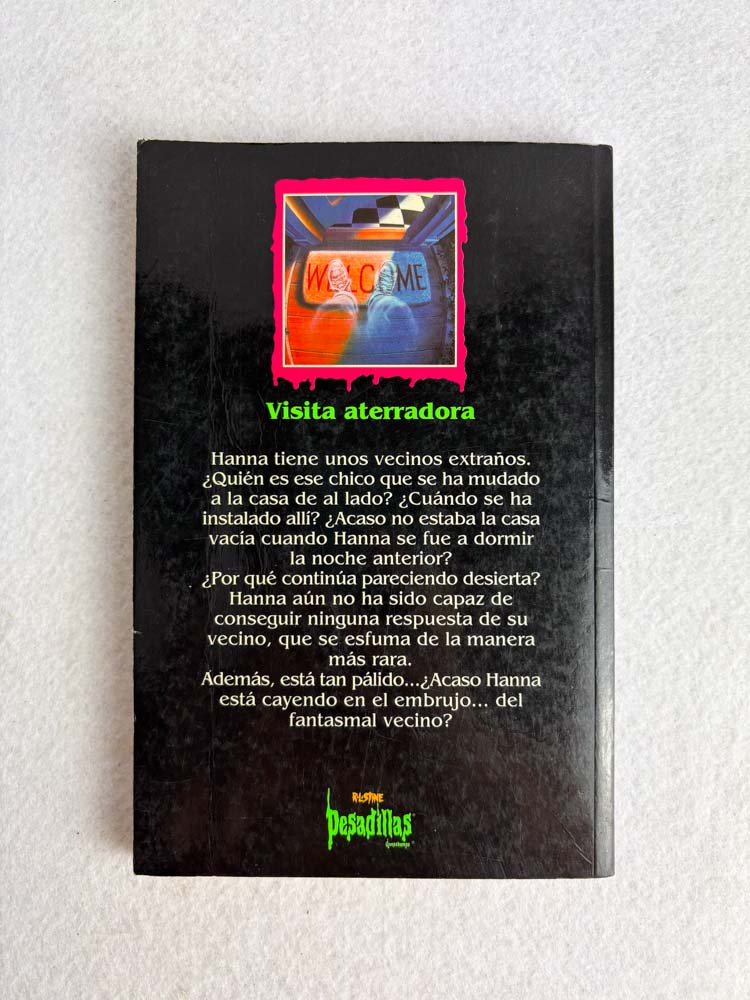 WELCOME
Visita aterradora
Hanna tiene unos vecinos extraños.
¿Quién es ese chico que se ha mudado
a la casa de al lado? ¿Cuándo se ha
instalado allí? ¿Acaso no estaba la casa
vacía cuando Hanna se fue a dormir
la noche anterior?
¿Por qué continúa pareciendo desierta?
Hanna aún no ha sido capaz de
conseguir ninguna respuesta de su
vecino, que se esfuma de la manera
más rara.
Además, está tan pálido...¿Acaso Hanna
está cayendo en el embrujo... del
fantasmal vecino?
R·L·STINE
Pesadillas
Goosebumps